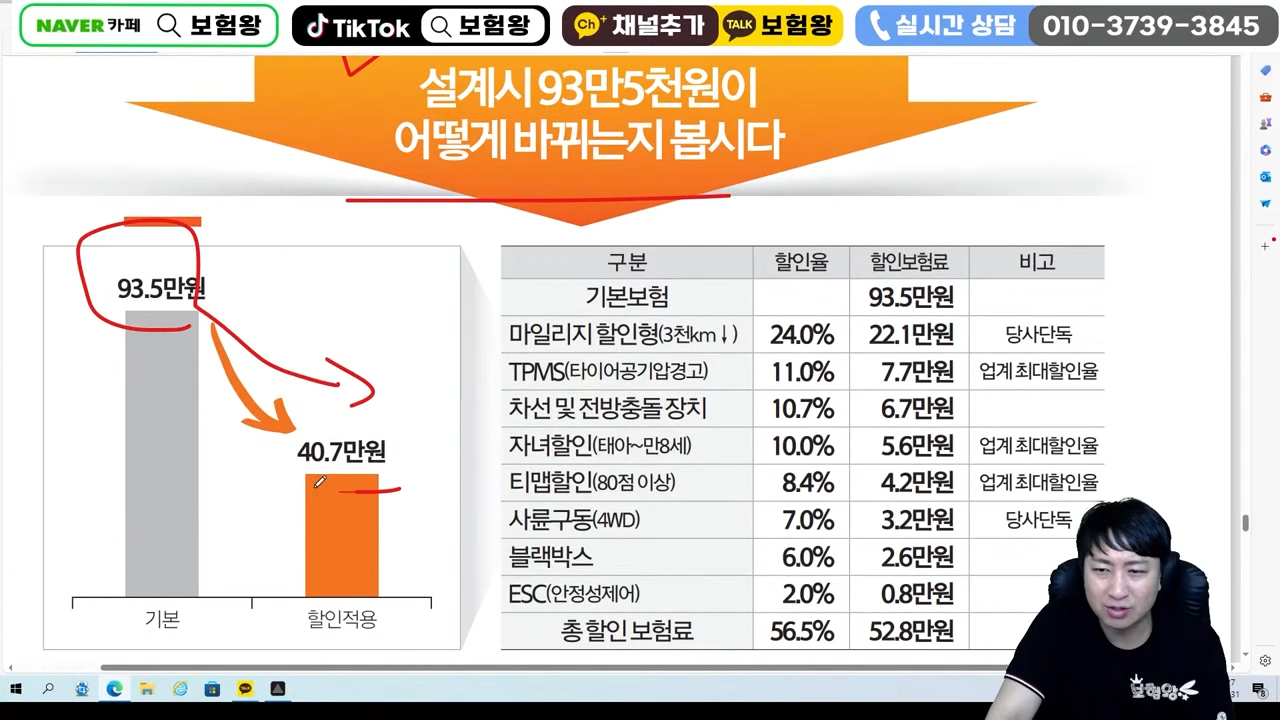 NAVER 카페 보험왕 TikTok 보험왕 Ch+ 채널추가 TALK 보험왕 실시간 상담 010-3739-3845
설계시 93만5천원이
어떻게 바뀌는지 봅시다
93.5만원
40.7만원
기본 할인적용
구분 할인율 할인보험료 비고
기본보험 93.5만원
마일리지 할인형(3천km↓) 24.0% 22.1만원 당사단독
TPMS(타이어공기압경고) 11.0% 7.7만원 업계 최대할인율
차선 및 전방충돌 장치 10.7% 6.7만원
자녀할인(태아~만8세) 10.0% 5.6만원 업계 최대할인율
티맵할인(80점 이상) 8.4% 4.2만원 업계 최대할인율
사륜구동(4WD) 7.0% 3.2만원 당사단독
블랙박스 6.0% 2.6만원
ESC(안정성제어) 2.0% 0.8만원
총 할인 보험료 56.5% 52.8만원
보험왕
TALK